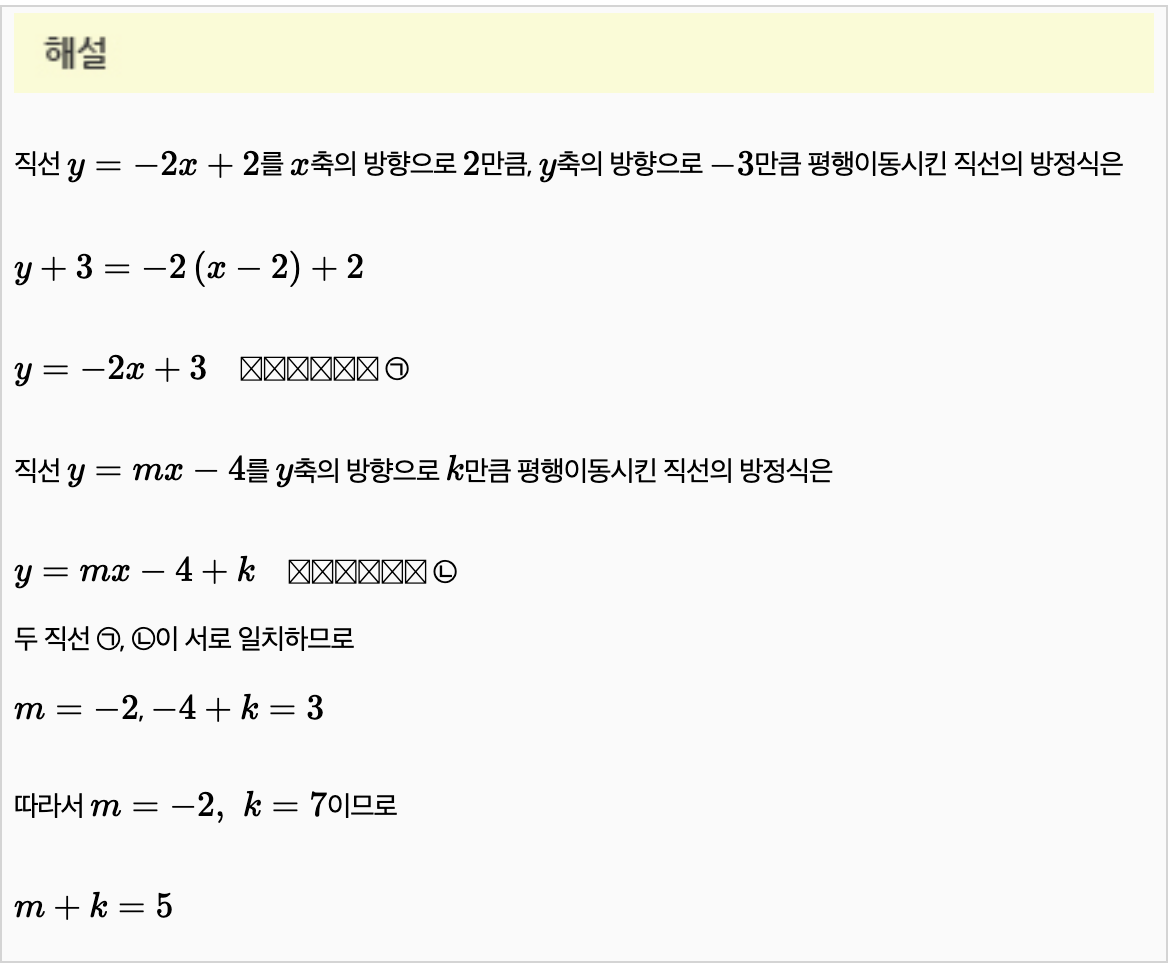 해설
직선 y = −2x + 2를 x축의 방향으로 2만큼, y축의 방향으로 −3만큼 평행이동시킨 직선의 방정식은
y + 3 = −2 (x − 2) + 2
y = −2x + 3 ㉠
직선 y = mx − 4를 y축의 방향으로 k만큼 평행이동시킨 직선의 방정식은
y = mx − 4 + k ㉡
두 직선 ㉠, ㉡이 서로 일치하므로
m = −2, −4 + k = 3
따라서 m = −2, k = 7이므로
m + k = 5